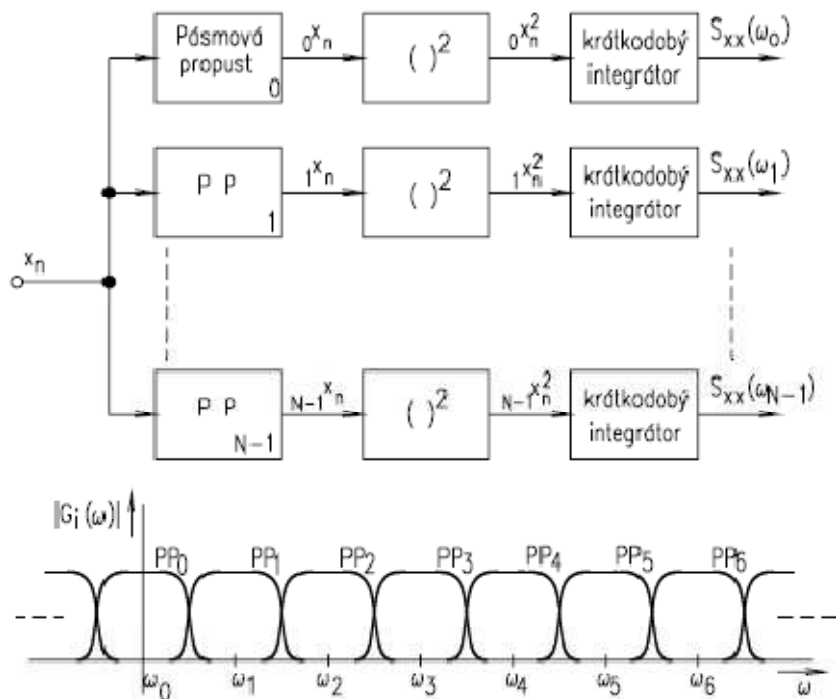 Pásmová propust 0
₀xₙ
( )²
₀xₙ²
krátkodobý integrátor
Sₓₓ(ω₀)
P P 1
₁xₙ
( )²
₁xₙ²
krátkodobý integrátor
Sₓₓ(ω₁)
xₙ
P P N-1
N-1xₙ
( )²
N-1xₙ²
krátkodobý integrátor
Sₓₓ(ωN-1)
|Gᵢ(ω)|
PP₀ PP₁ PP₂ PP₃ PP₄ PP₅ PP₆
ω₀ ω₁ ω₂ ω₃ ω₄ ω₅ ω₆ ω